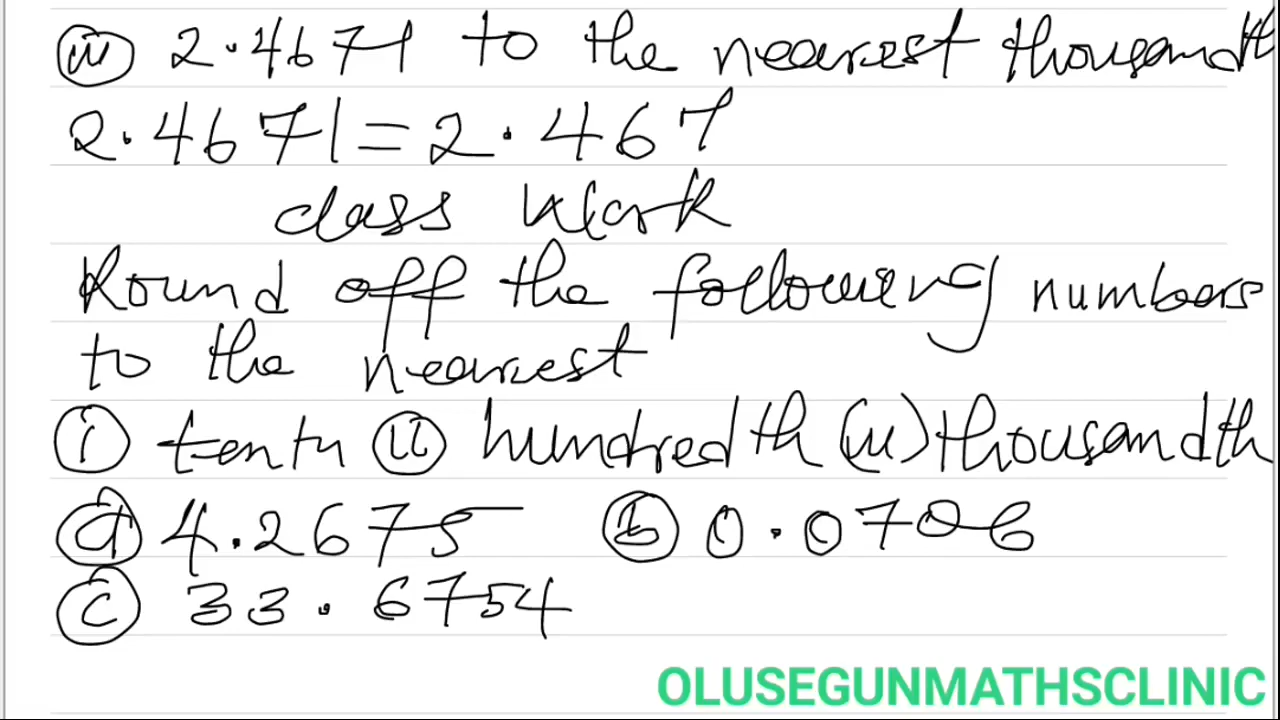 (iii) 2.4671 to the nearest thousandth
2.4671 = 2.467
Class Work
Round off the following numbers
to the nearest
(i) tenth (ii) hundredth (iii) thousandth
(a) 4.2675 (b) 0.0706
(c) 33.6754
OLUSEGUNMATHSCLINIC